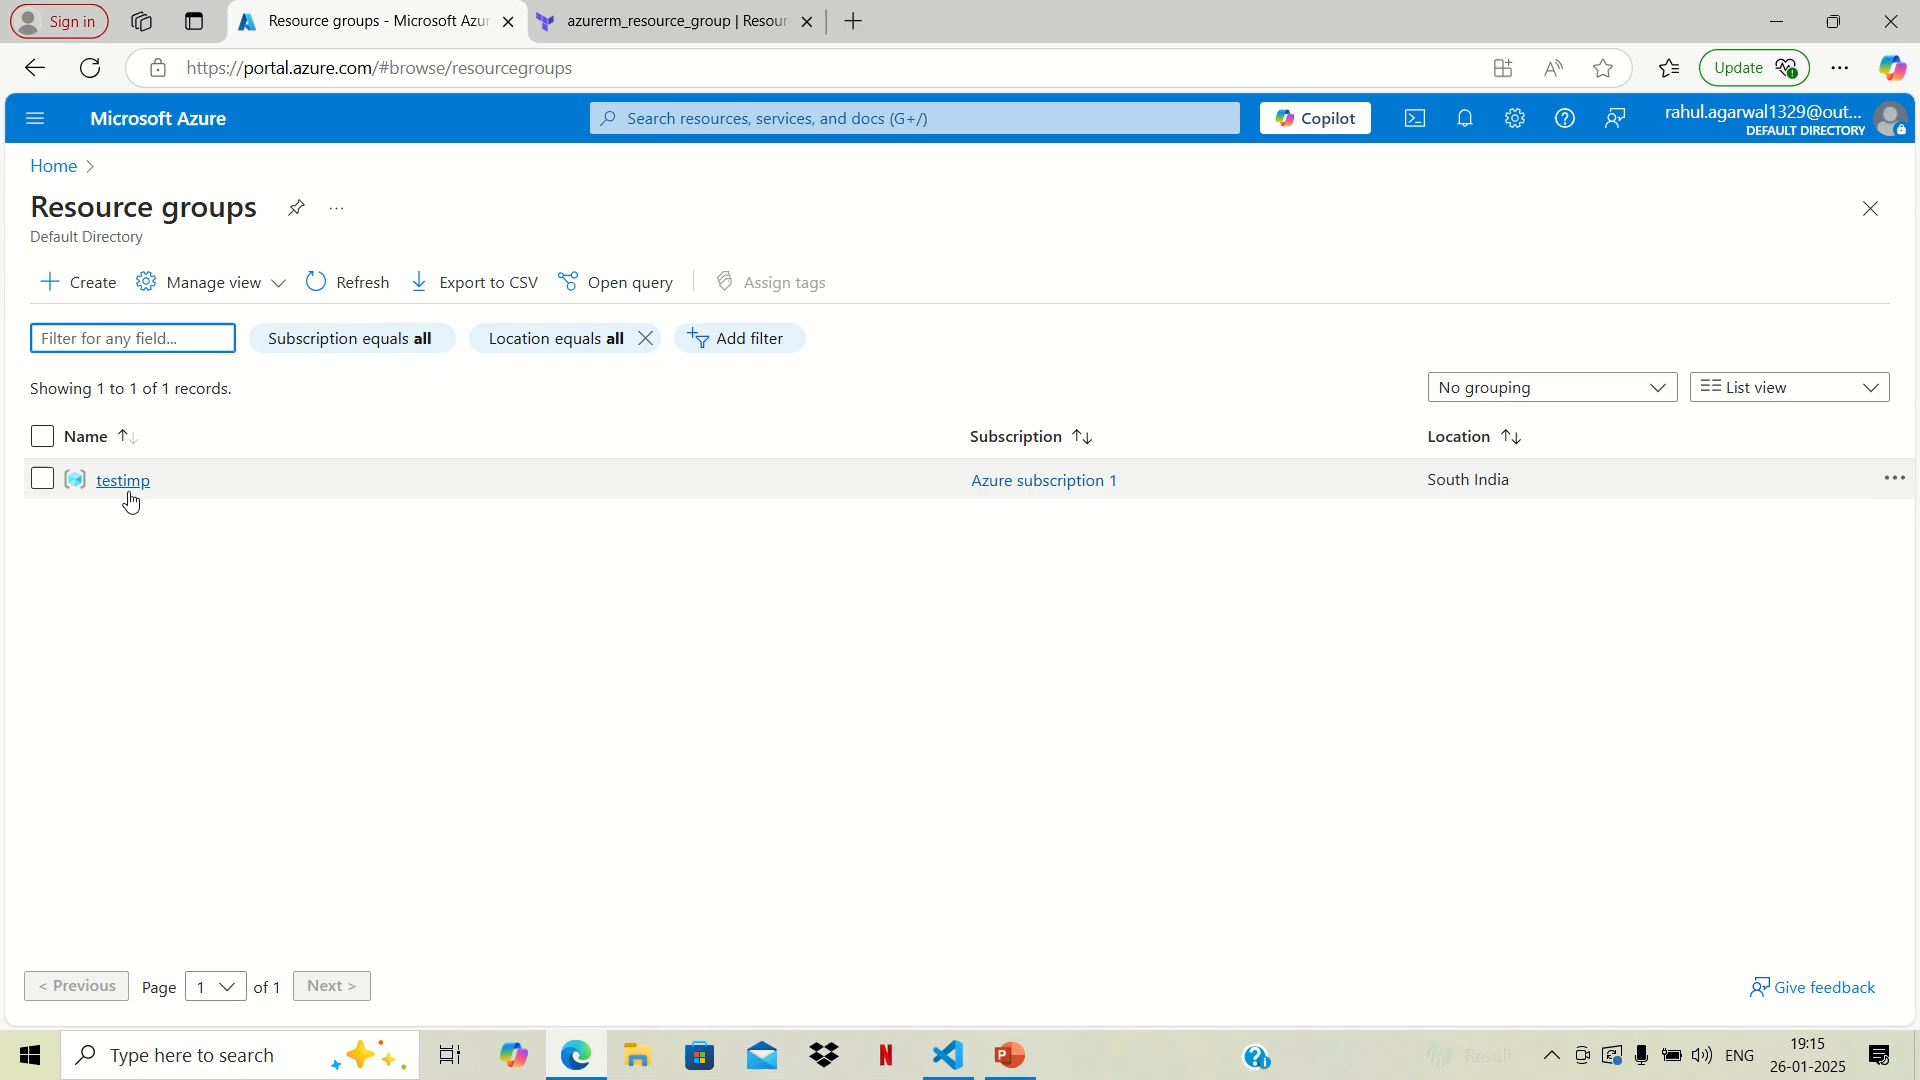 Sign in
Resource groups - Microsoft Azur
azurerm_resource_group | Resour
https://portal.azure.com/#browse/resourcegroups
Update
Microsoft Azure
Search resources, services, and docs (G+/)
Copilot
rahul.agarwal1329@out...
DEFAULT DIRECTORY
Home
Resource groups
Default Directory
Create
Manage view
Refresh
Export to CSV
Open query
Assign tags
Filter for any field...
Subscription equals all
Location equals all
Add filter
Showing 1 to 1 of 1 records.
No grouping
List view
Name
Subscription
Location
testimp
Azure subscription 1
South India
< Previous
Page
1
of 1
Next >
Give feedback
Type here to search
Result
ENG
19:15
26-01-2025